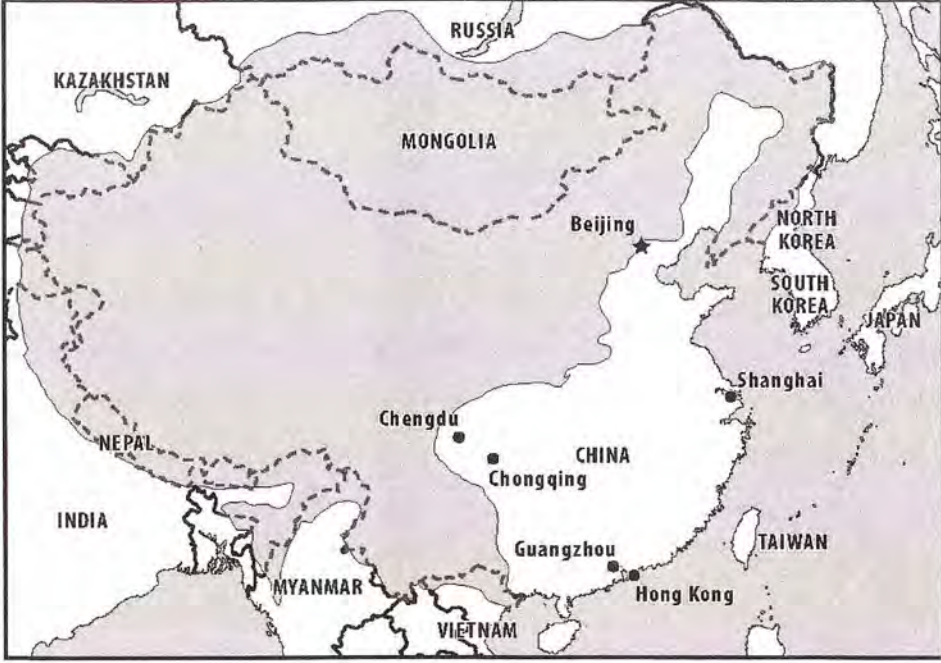 RUSSIA
KAZAKHSTAN
MONGOLIA
Beijing
NORTH
KOREA
SOUTH
KOREA
JAPAN
Shanghai
Chengdu
NEPAL
CHINA
Chongqing
INDIA
TAIWAN
Guangzhou
MYANMAR
Hong Kong
VIETNAM